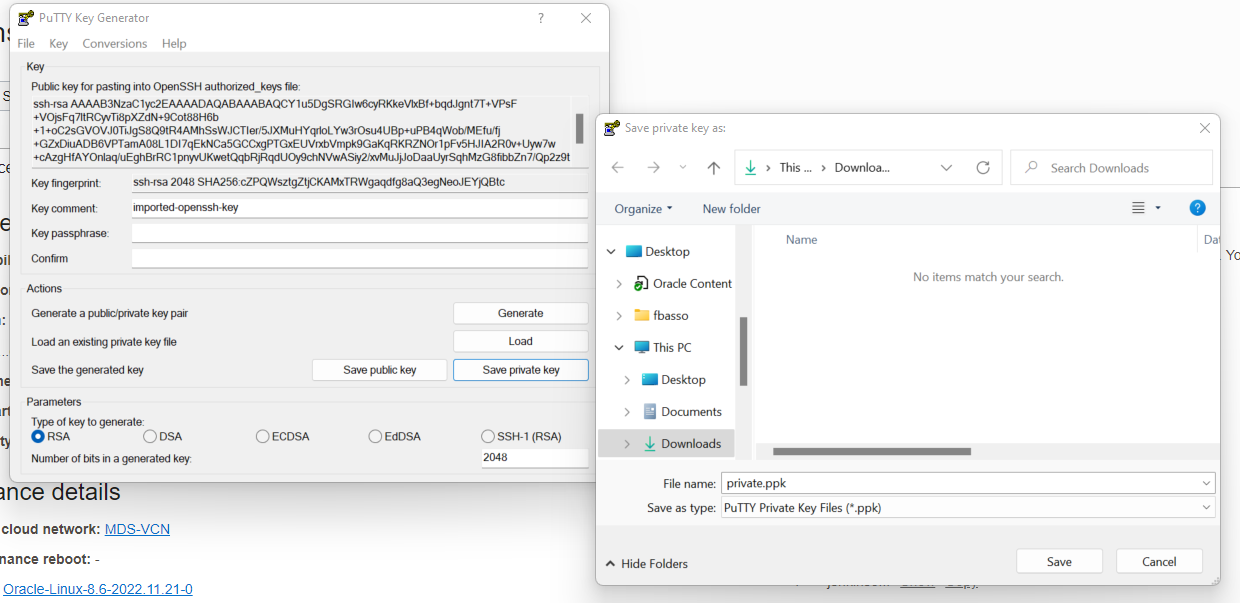 PuTTY Key Generator
?
File Key Conversions Help
Key
Public key for pasting into OpenSSH authorized_keys file:
ssh-rsa AAAAB3NzaC1yc2EAAAADAQABAAABAQCY1u5DgSRGIw6cyRKkeVlxBf+bqdJgnt7T+VPsF
+VOjsFq7ltRCyvTi8pXZdN+9Cot88H6b
+1+oC2sGVOVJ0TiJgS8Q9tR4AMhSsWJCTIer/5JXMuHYqrloLYw3rOsu4UBp+uPB4qWob/MEfu/fj
+GZxDiuADB6VPTamA08L1DI7qEkNCa5GCCxgPTGxEUVnxbVmpk9GaKqRKRZNOr1pFv5HJIA2R0v+Uyw7w
+cAzgHfAYOnlaq/uEghBrRC1pnyvUKwetQqbRjRqdUOy9chNVwASiy2/xvMuJjJoDaaUyrSqhMzG8fibbZn7/Qp2z9t
Key fingerprint: ssh-rsa 2048 SHA256:cZPQWsztgZtjCKAMxTRWgaqdfg8aQ3egNeoJEYjQBtc
Key comment: imported-openssh-key
Key passphrase:
Confirm
Actions
Generate a public/private key pair Generate
Load an existing private key file Load
Save the generated key Save public key Save private key
Parameters
Type of key to generate:
RSA DSA ECDSA EdDSA SSH-1 (RSA)
Number of bits in a generated key: 2048
ance details
cloud network: MDS-VCN
nance reboot: -
Oracle-Linux-8.6-2022.11.21-0
Save private key as:
This ... Downloa... Search Downloads
Organize New folder ?
Name Dat
No items match your search.
Desktop
Oracle Content
fbasso
This PC
Desktop
Documents
Downloads
File name: private.ppk
Save as type: PuTTY Private Key Files (*.ppk)
Hide Folders Save Cancel
Yo